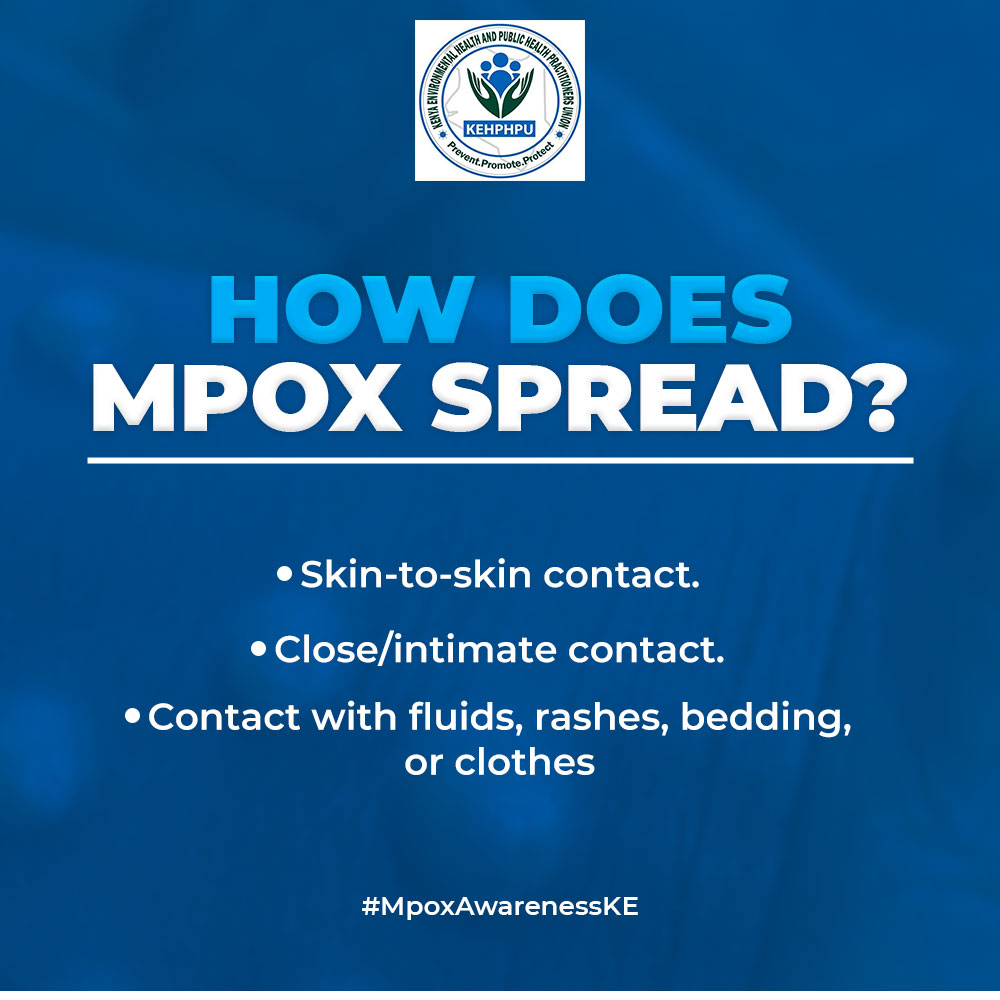 KENYA ENVIRONMENTAL HEALTH AND PUBLIC HEALTH PRACTITIONERS UNION
KEHPHPU
Prevent.Promote.Protect
HOW DOES
MPOX SPREAD?
• Skin-to-skin contact.
• Close/intimate contact.
• Contact with fluids, rashes, bedding,
or clothes
#MpoxAwarenessKE